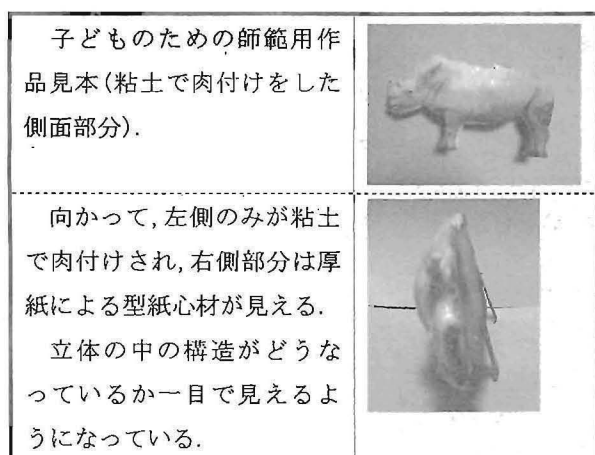 子どものための師範用作
品見本(粘土で肉付けをした
側面部分).
向かって,左側のみが粘土
で肉付けされ,右側部分は厚
紙による型紙心材が見える.
立体の中の構造がどうな
っているか一目で見えるよ
うになっている.